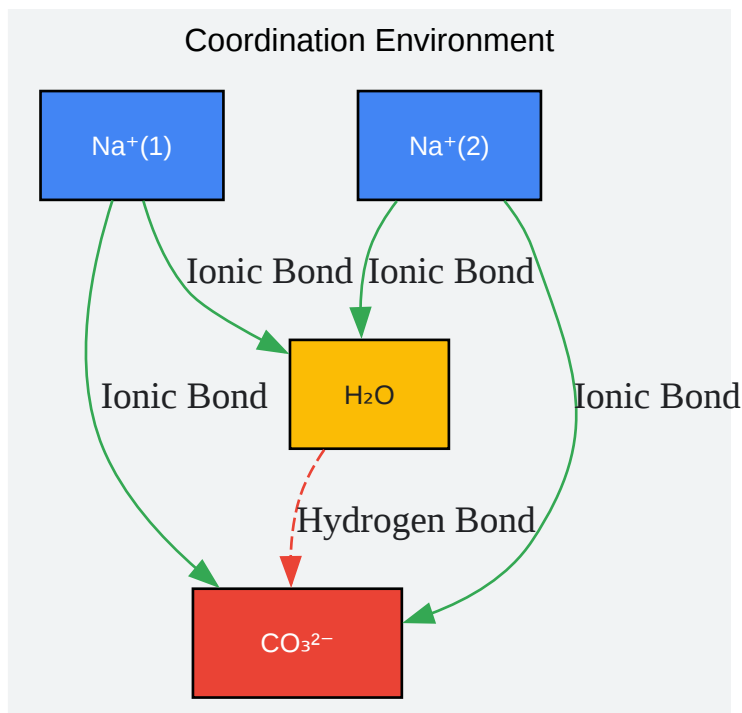 Coordination Environment
Na⁺(1)
Na⁺(2)
Ionic Bond
Ionic Bond
Ionic Bond
H₂O
Ionic Bond
Hydrogen Bond
CO₃²⁻